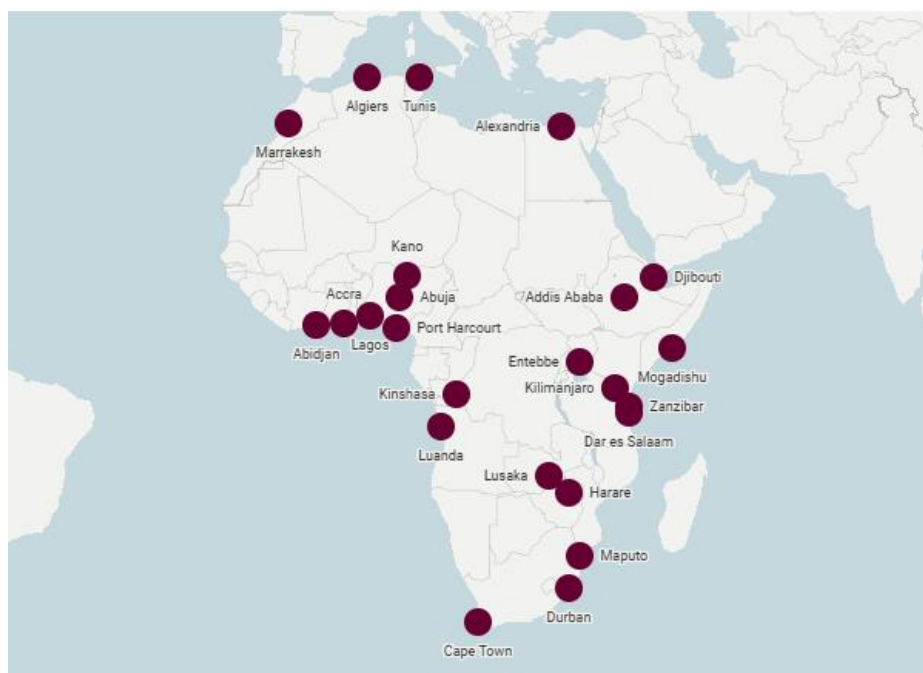 Algiers
Tunis
Alexandria
Marrakesh
Kano
Djibouti
Accra
Abuja
Addis Ababa
Port Harcourt
Lagos
Abidjan
Entebbe
Mogadishu
Kilimanjaro
Kinshasa
Zanzibar
Dar es Salaam
Luanda
Lusaka
Harare
Maputo
Durban
Cape Town